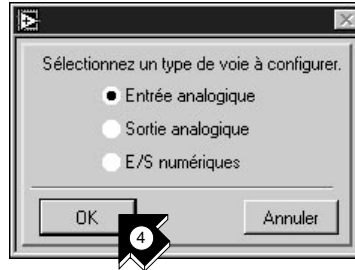 Sélectionnez un type de voie à configurer.
Entrée analogique
Sortie analogique
E/S numériques
OK
Annuler
4